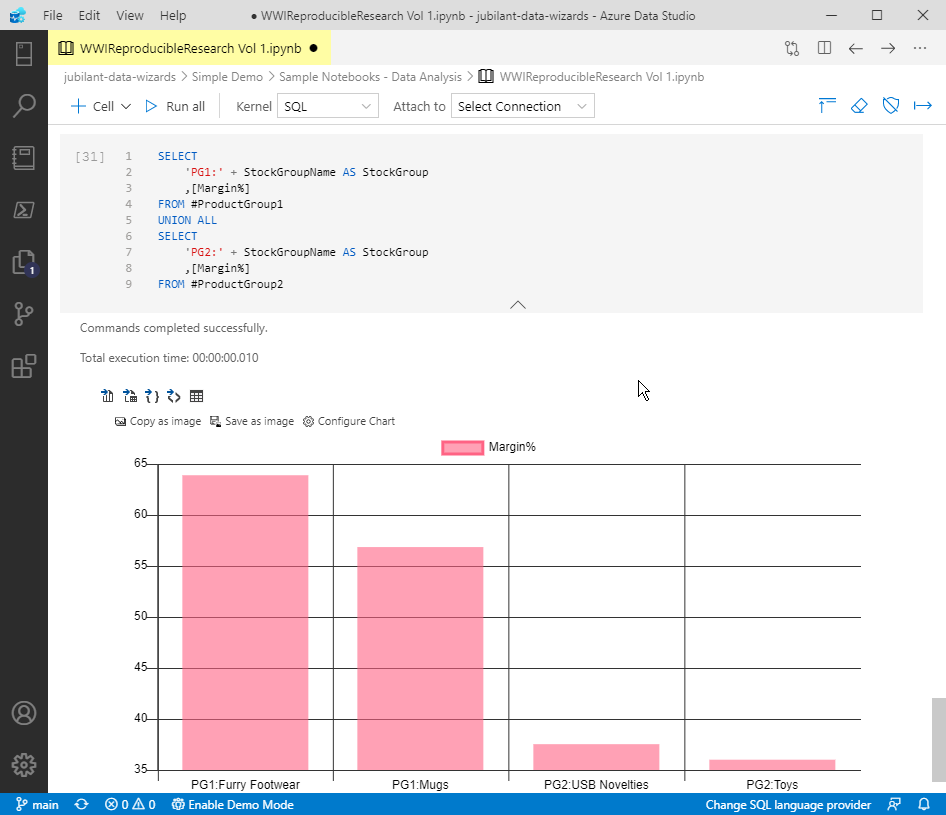 File Edit View Help ● WWIReproducibleResearch Vol 1.ipynb - jubilant-data-wizards - Azure Data Studio
WWIReproducibleResearch Vol 1.ipynb ●
jubilant-data-wizards > Simple Demo > Sample Notebooks - Data Analysis > WWIReproducibleResearch Vol 1.ipynb
Cell Run all Kernel SQL Attach to Select Connection
[31] 1 SELECT
2 'PG1:' + StockGroupName AS StockGroup
3 ,[Margin%]
4 FROM #ProductGroup1
5 UNION ALL
6 SELECT
7 'PG2:' + StockGroupName AS StockGroup
8 ,[Margin%]
9 FROM #ProductGroup2
1
Commands completed successfully.
Total execution time: 00:00:00.010
Copy as image Save as image Configure Chart
Margin%
65
60
55
50
45
40
35
PG1:Furry Footwear PG1:Mugs PG2:USB Novelties PG2:Toys
main 0 0 Enable Demo Mode Change SQL language provider